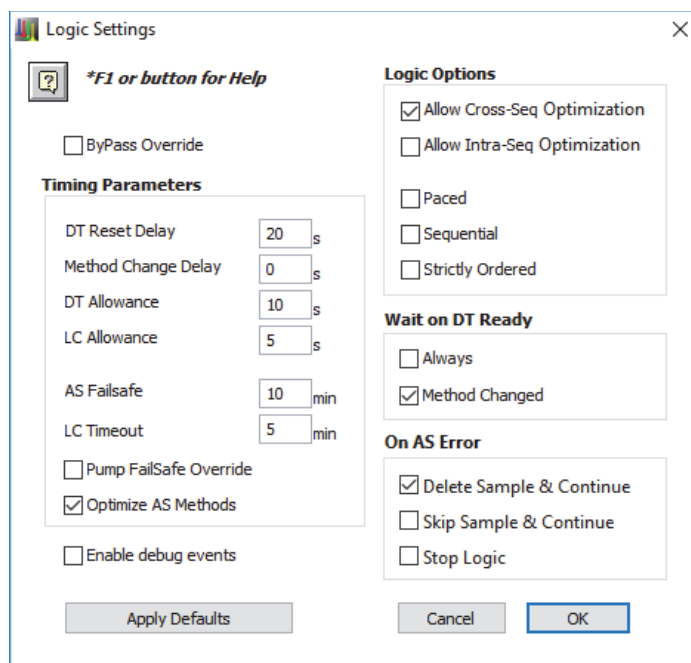 Logic Settings
*F1 or button for Help
ByPass Override
Timing Parameters
DT Reset Delay 20 s
Method Change Delay 0 s
DT Allowance 10 s
LC Allowance 5 s
AS Failsafe 10 min
LC Timeout 5 min
Pump FailSafe Override
Optimize AS Methods
Enable debug events
Apply Defaults
Logic Options
Allow Cross-Seq Optimization
Allow Intra-Seq Optimization
Paced
Sequential
Strictly Ordered
Wait on DT Ready
Always
Method Changed
On AS Error
Delete Sample & Continue
Skip Sample & Continue
Stop Logic
Cancel
OK